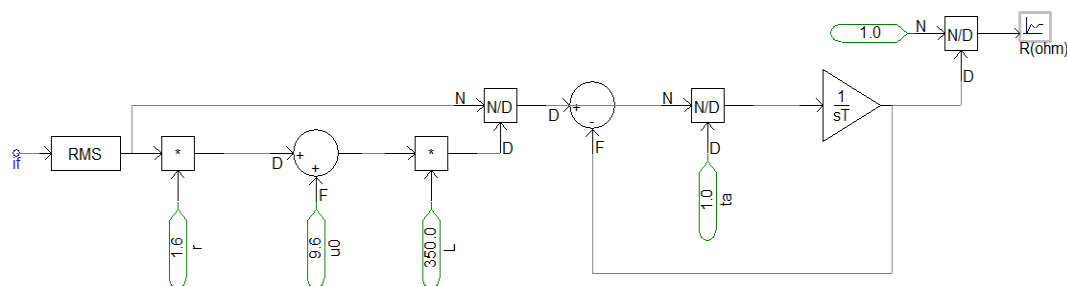 1.0
N
N/D
R(ohm)
D
N
N/D
D
+
-
F
N
N/D
D
1.0
ta
1
sT
if
RMS
*
D
+
+
F
*
D
1.6
r
9.6
u0
350.0
L